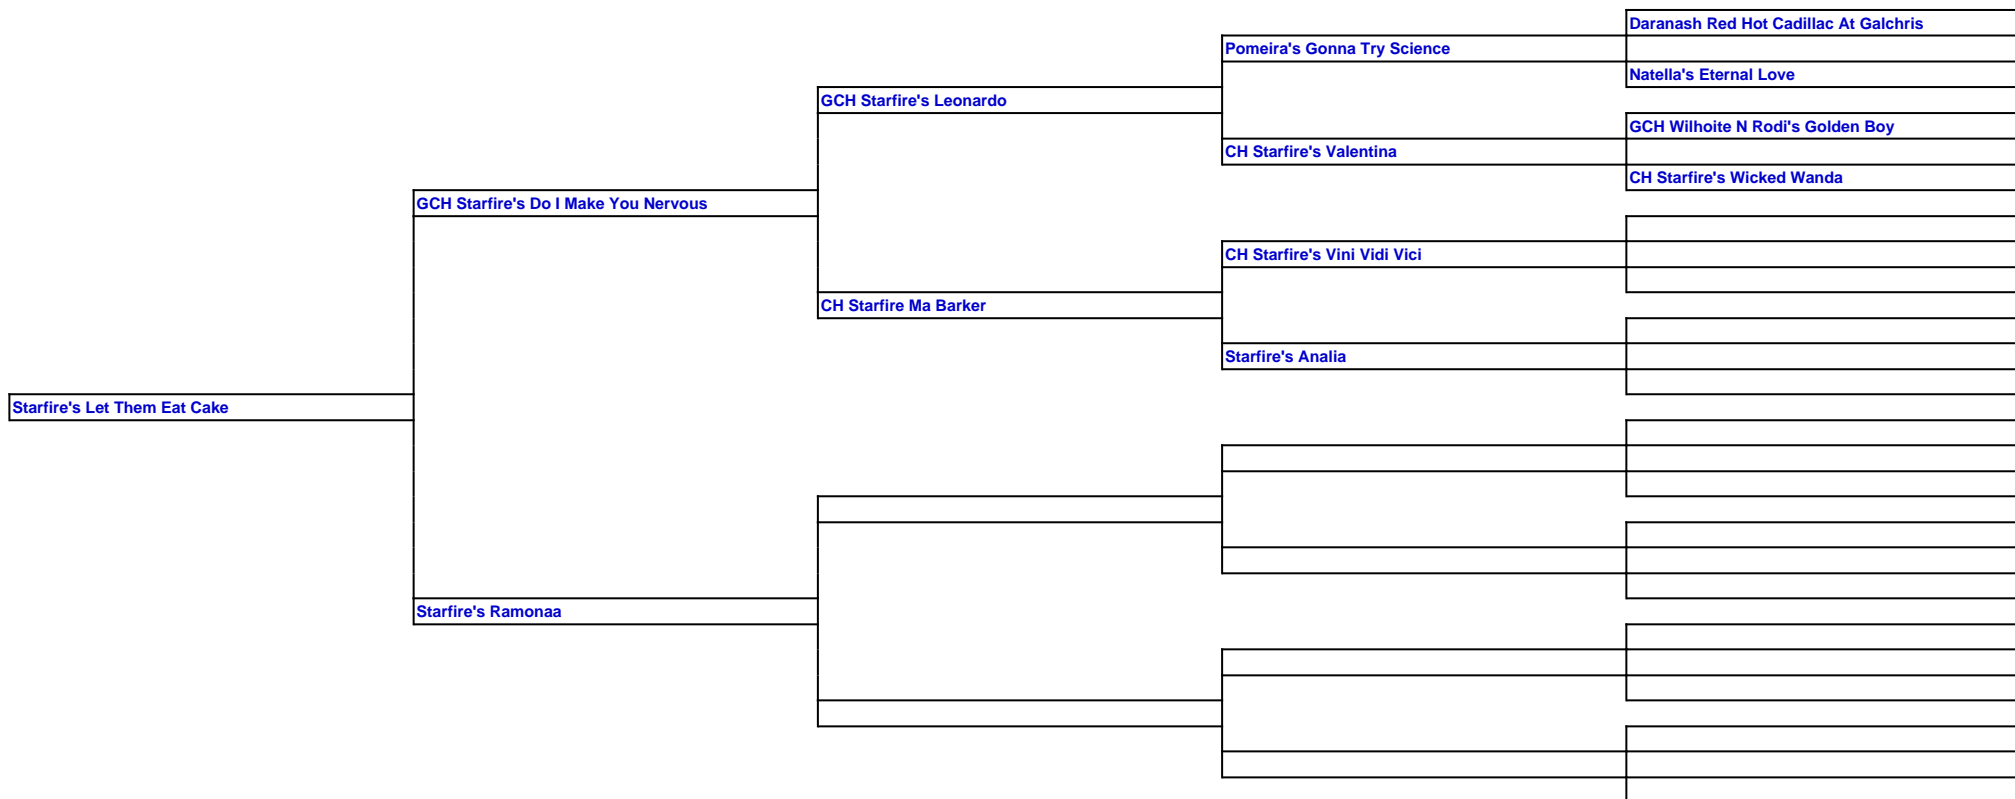 Daranash Red Hot Cadillac At Galchris
Pomeira's Gonna Try Science
Natella's Eternal Love
GCH Starfire's Leonardo
GCH Wilhoite N Rodi's Golden Boy
CH Starfire's Valentina
CH Starfire's Wicked Wanda
GCH Starfire's Do I Make You Nervous
CH Starfire's Vini Vidi Vici
CH Starfire Ma Barker
Starfire's Analia
Starfire's Let Them Eat Cake
Starfire's Ramonaa